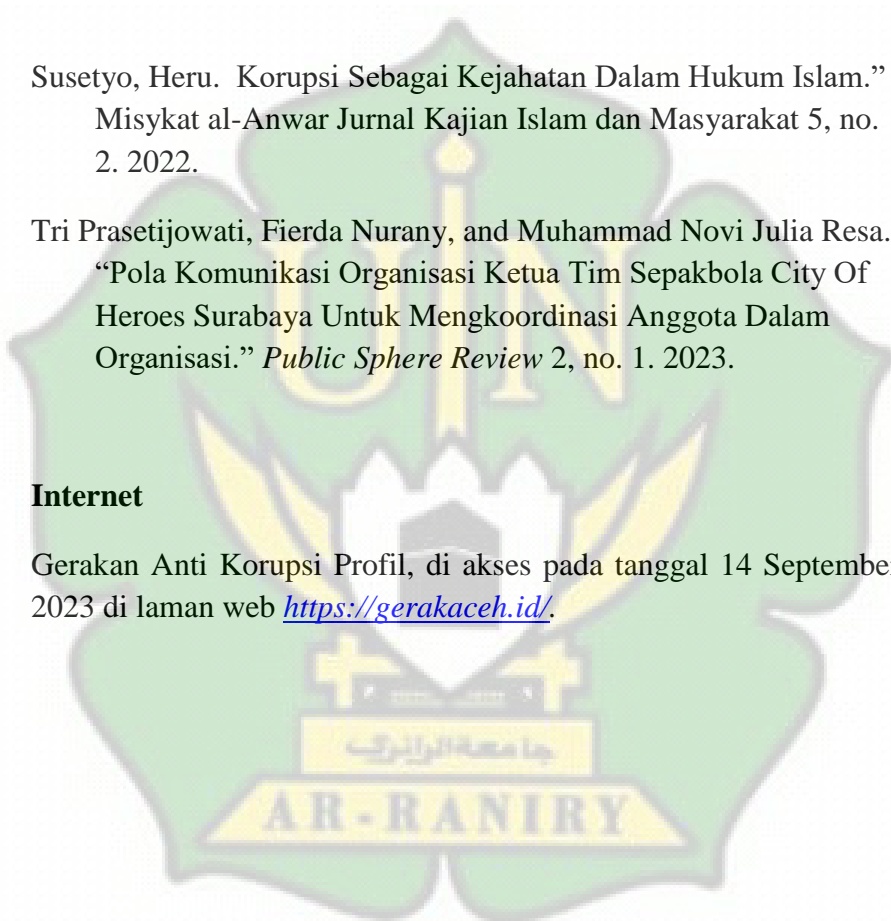 Susetyo, Heru.  Korupsi Sebagai Kejahatan Dalam Hukum Islam.”
Misykat al-Anwar Jurnal Kajian Islam dan Masyarakat 5, no.
2. 2022.
Tri Prasetijowati, Fierda Nurany, and Muhammad Novi Julia Resa.
“Pola Komunikasi Organisasi Ketua Tim Sepakbola City Of
Heroes Surabaya Untuk Mengkoordinasi Anggota Dalam
Organisasi.” Public Sphere Review 2, no. 1. 2023.
UIN
Internet
Gerakan Anti Korupsi Profil, di akses pada tanggal 14 September
2023 di laman web https://gerakaceh.id/.
جامعة الرانري
AR-RANIRY